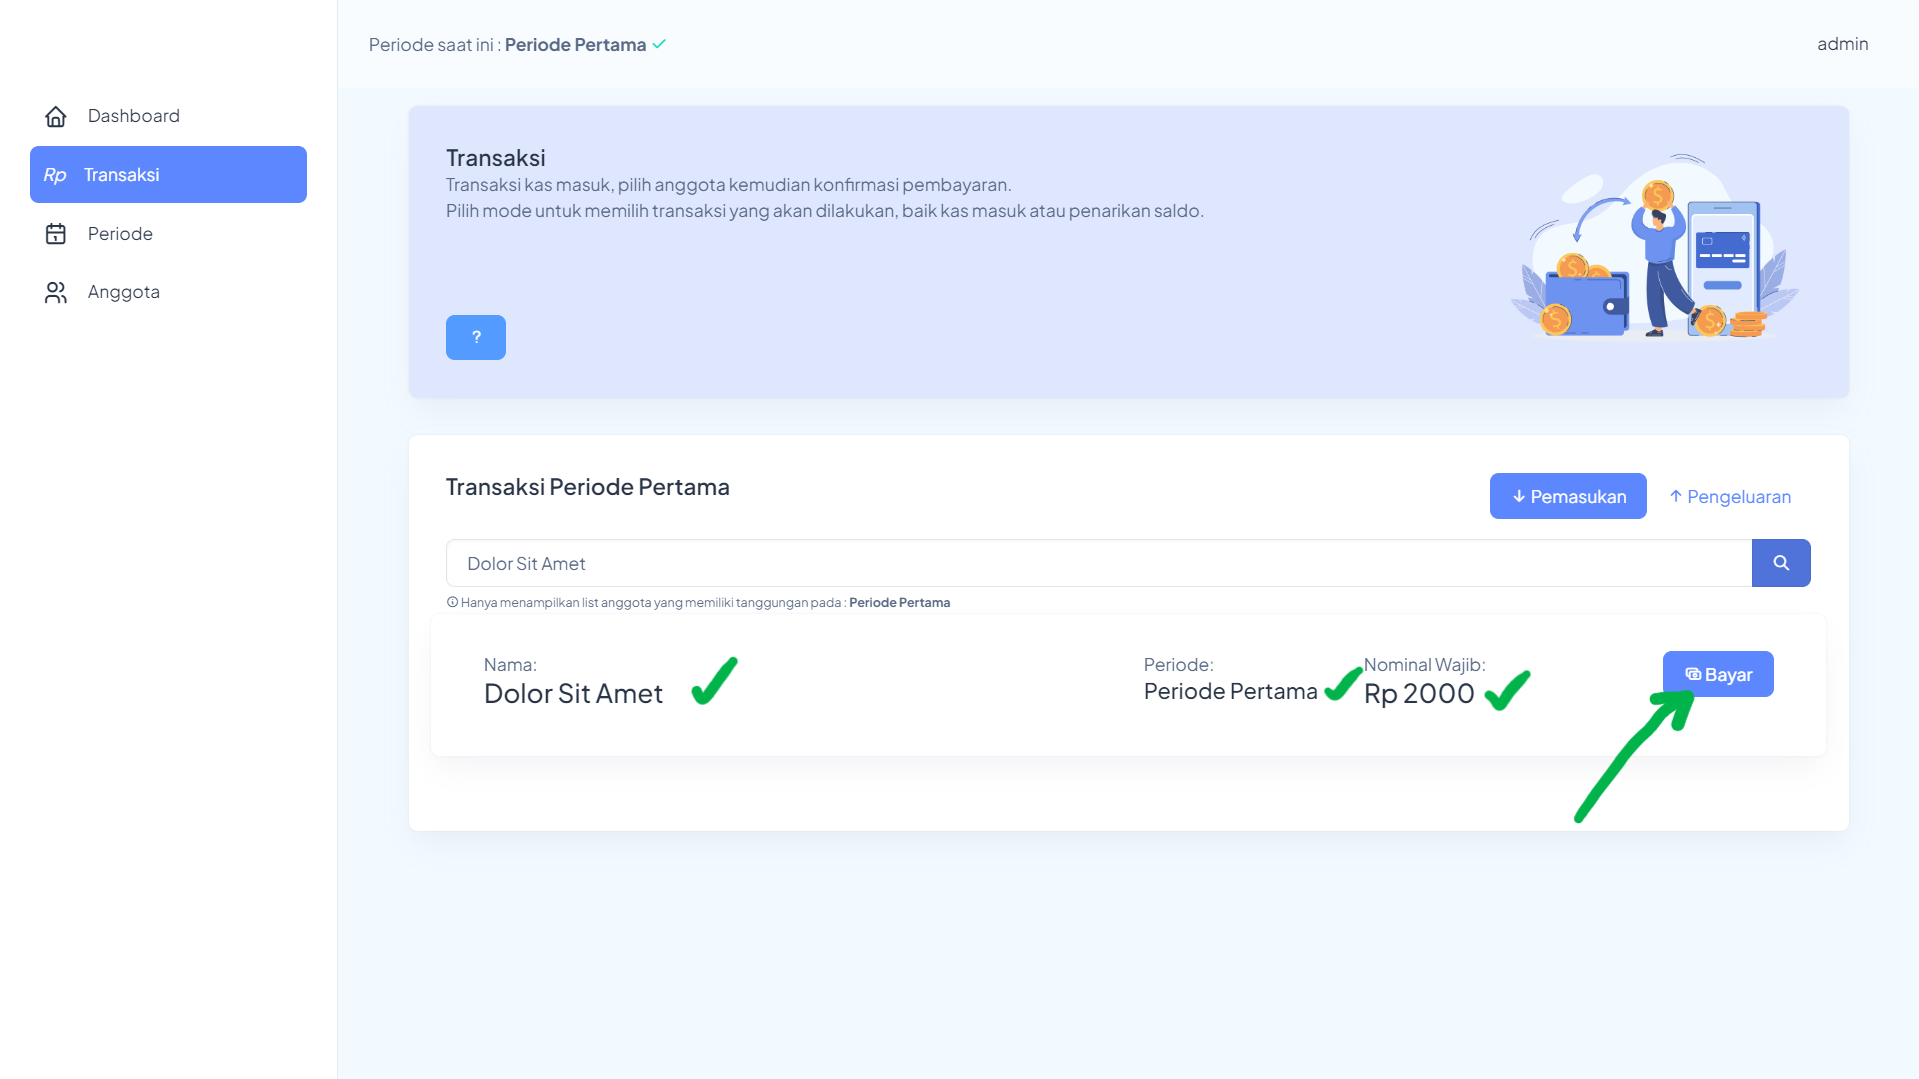 Periode saat ini : Periode Pertama
admin
Dashboard
Rp Transaksi
Periode
Anggota
Transaksi
Transaksi kas masuk, pilih anggota kemudian konfirmasi pembayaran.
Pilih mode untuk memilih transaksi yang akan dilakukan, baik kas masuk atau penarikan saldo.
?
Transaksi Periode Pertama
↓ Pemasukan
↑ Pengeluaran
Dolor Sit Amet
Hanya menampilkan list anggota yang memiliki tanggungan pada : Periode Pertama
Nama:
Dolor Sit Amet
Periode:
Periode Pertama
Nominal Wajib:
Rp 2000
Bayar